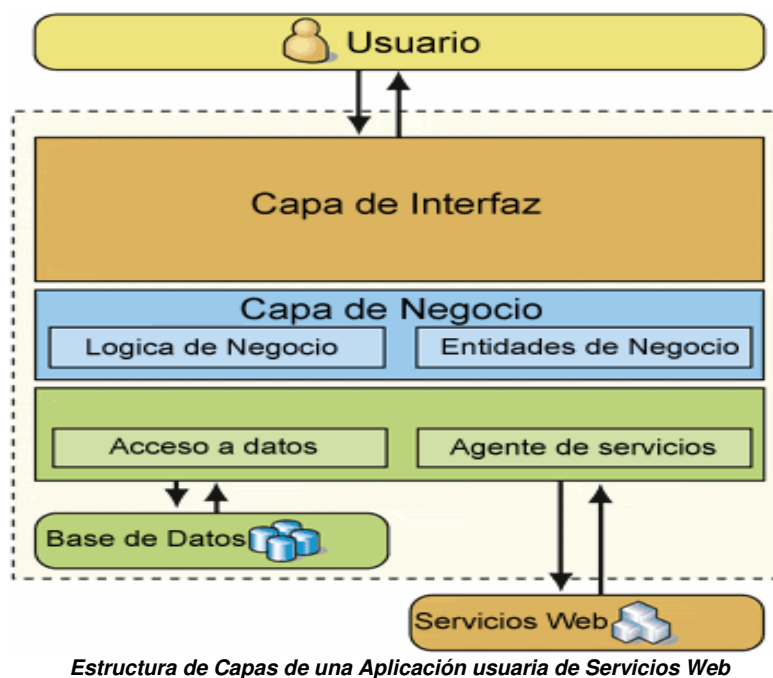 Usuario
Capa de Interfaz
Capa de Negocio
Logica de Negocio
Entidades de Negocio
Acceso a datos
Agente de servicios
Base de Datos
Servicios Web
Estructura de Capas de una Aplicación usuaria de Servicios Web